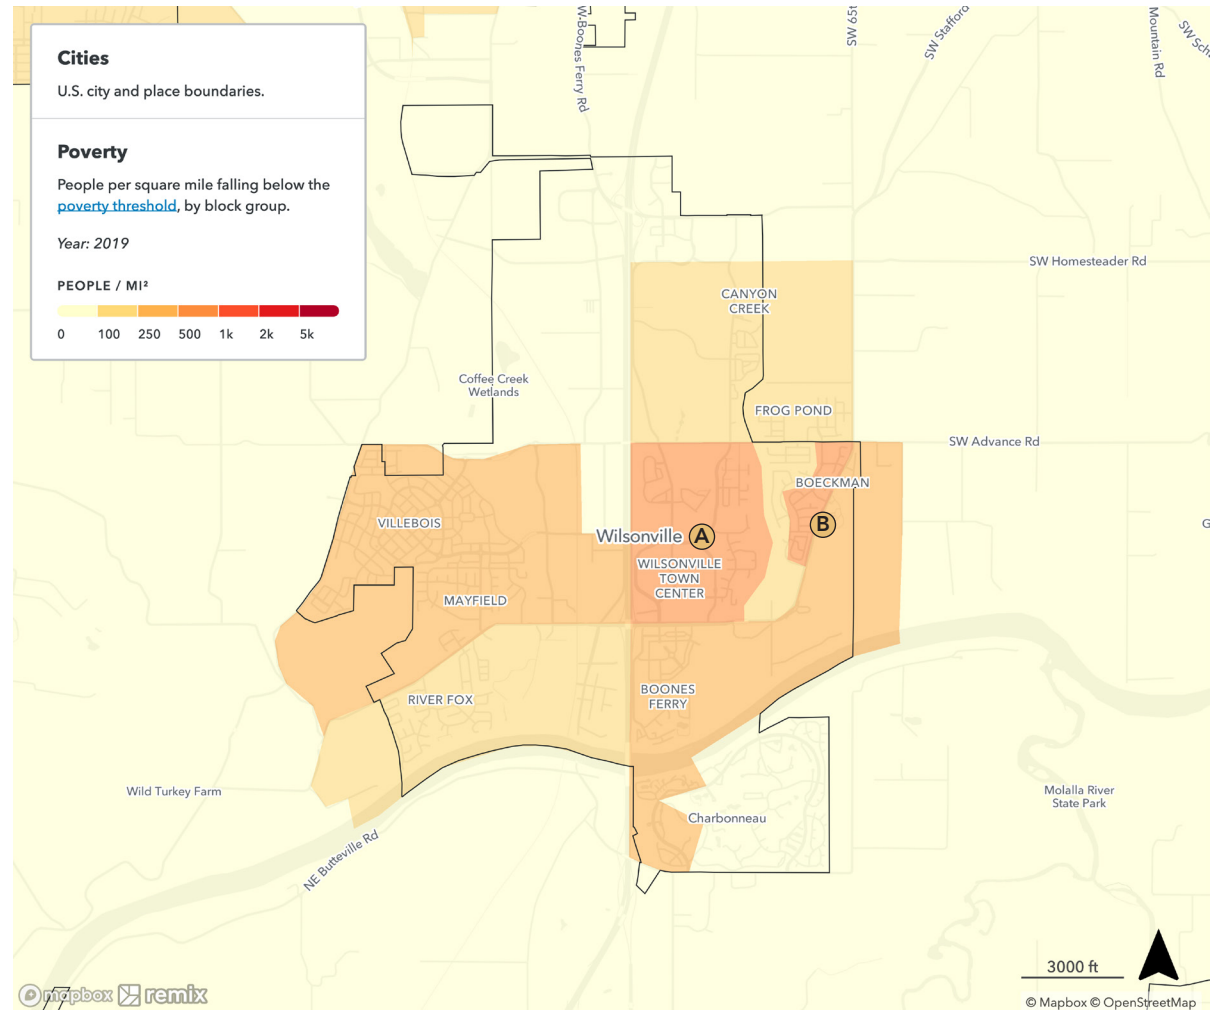 Cities
U.S. city and place boundaries.
Poverty
People per square mile falling below the
poverty threshold, by block group.
Year: 2019
PEOPLE / MI²
0 100 250 500 1k 2k 5k
W-Boones Ferry Rd
SW 65t
SW Stafford
Mountain Rd
SW Sch
SW Homesteader Rd
CANYON
CREEK
Coffee Creek
Wetlands
FROG POND
SW Advance Rd
BOECKMAN
VILLEBOIS
B
G
Wilsonville A
WILSONVILLE
TOWN
CENTER
MAYFIELD
BOONES
FERRY
RIVER FOX
Wild Turkey Farm
Molalla River
State Park
Charbonneau
NE Butteville Rd
3000 ft
mapbox remix
© Mapbox © OpenStreetMap